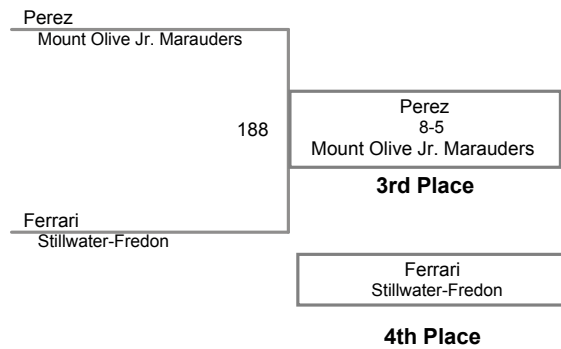 Perez
Mount Olive Jr. Marauders
188
Perez
8-5
Mount Olive Jr. Marauders
3rd Place
Ferrari
Stillwater-Fredon
Ferrari
Stillwater-Fredon
4th Place